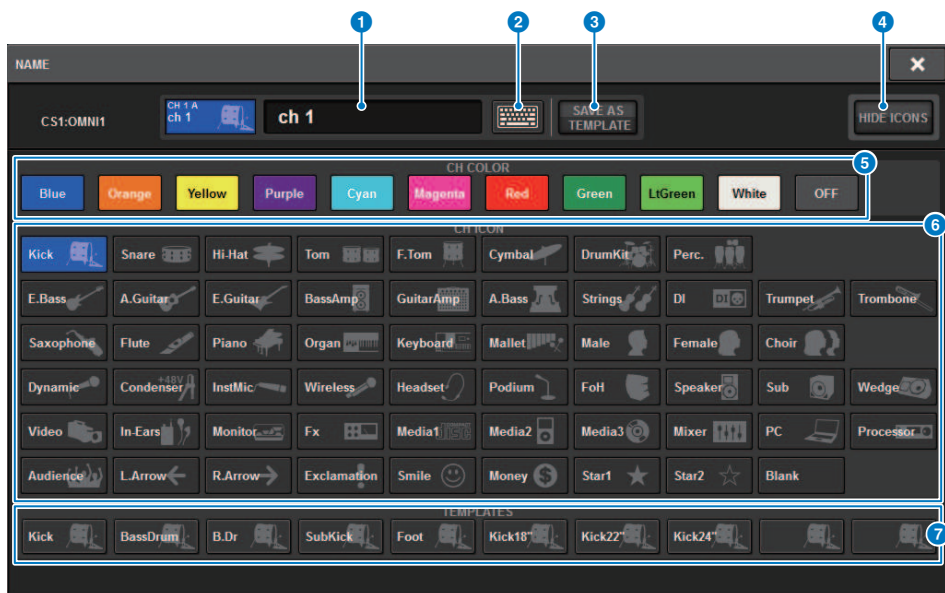 1 2 3 4
NAME
CS1:OMNI1
CH 1 A
ch 1
ch 1
SAVE AS
TEMPLATE
HIDE ICONS
CH COLOR
5
Blue Orange Yellow Purple Cyan Magenta Red Green LtGreen White OFF
CH ICON
6
Kick Snare Hi-Hat Tom F.Tom Cymbal DrumKit Perc.
E.Bass A.Guitar E.Guitar BassAmp GuitarAmp A.Bass Strings DI DI Trumpet Trombone
Saxophone Flute Piano Organ Keyboard Mallet Male Female Choir
Dynamic Condenser +48V InstMic Wireless Headset Podium FoH Speaker Sub Wedge
Video In-Ears Monitor Fx Media1 Media2 Media3 Mixer PC Processor
Audience L.Arrow R.Arrow Exclamation Smile Money $ Star1 Star2 Blank
TEMPLATES
7
Kick BassDrum B.Dr SubKick Foot Kick18" Kick22" Kick24"